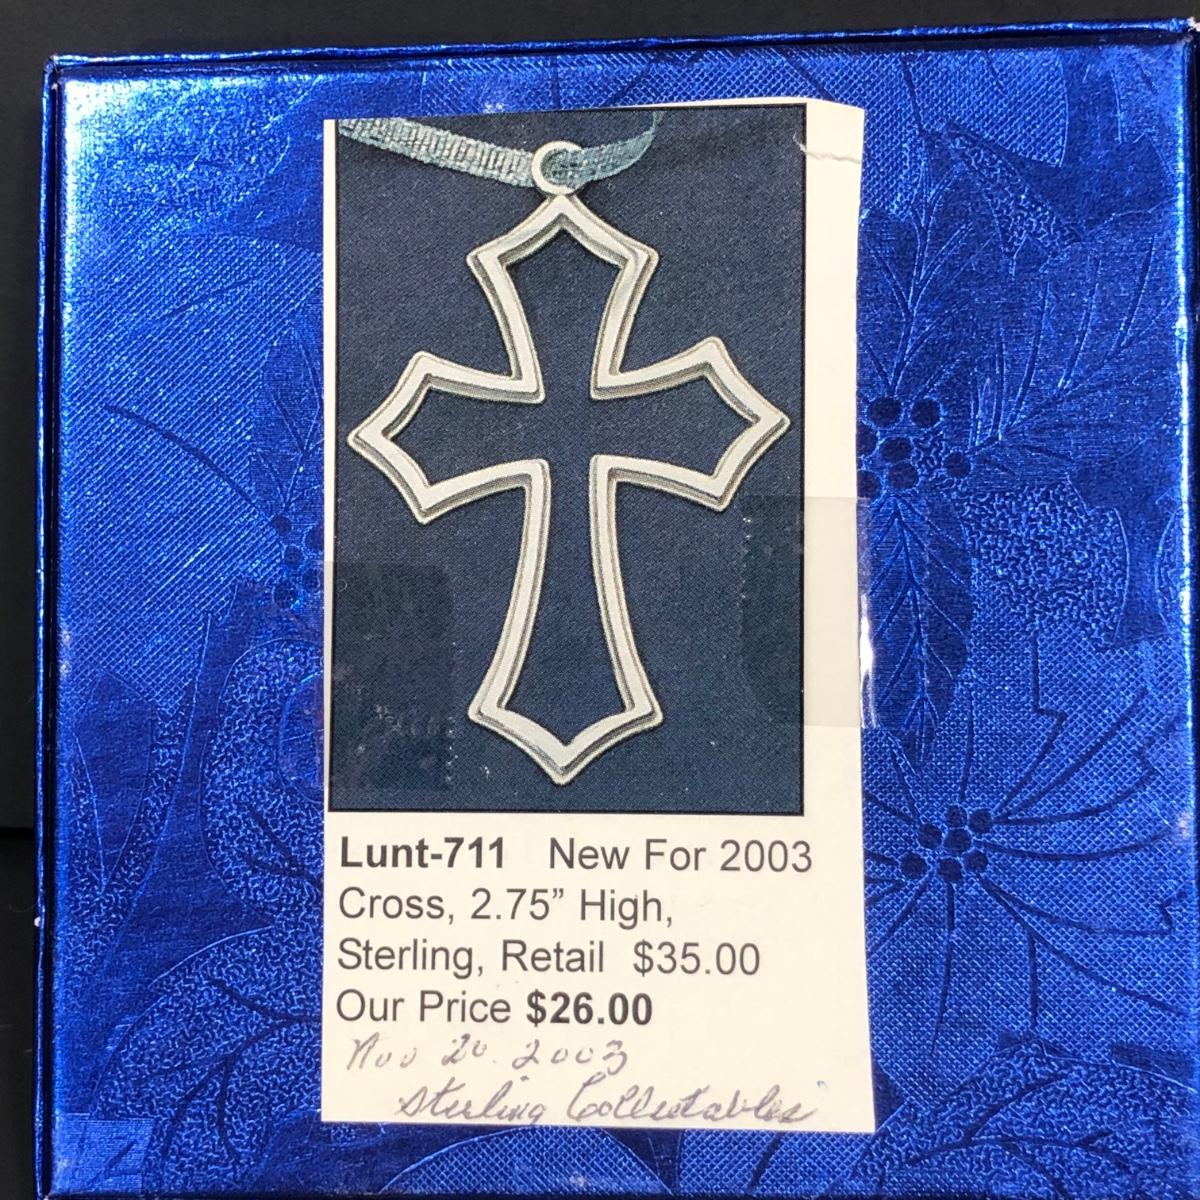 Lunt-711 New For 2003
Cross, 2.75” High,
Sterling, Retail $35.00
Our Price $26.00
Nov 20. 2003
Sterling Collectables